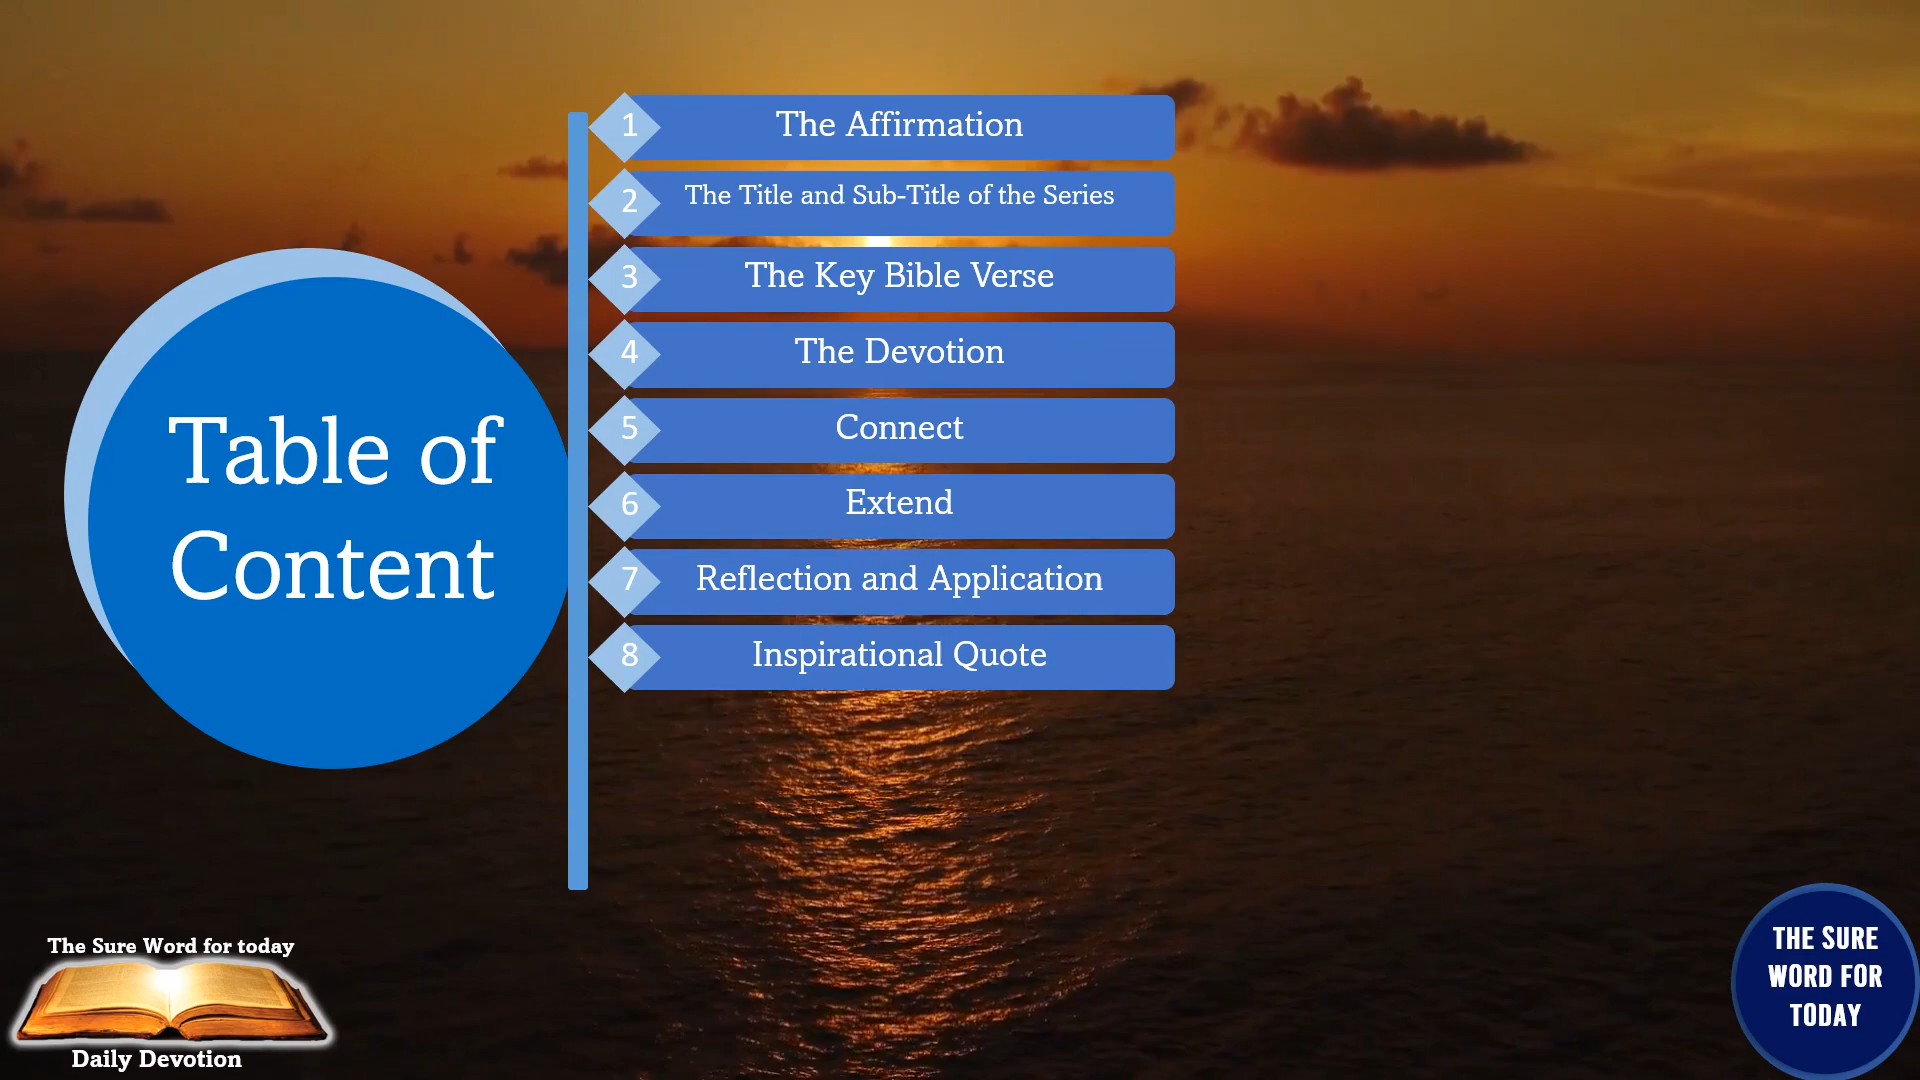 Table of
Content
1 The Affirmation
2 The Title and Sub-Title of the Series
3 The Key Bible Verse
4 The Devotion
5 Connect
6 Extend
7 Reflection and Application
8 Inspirational Quote
The Sure Word for today
Daily Devotion
THE SURE
WORD FOR
TODAY